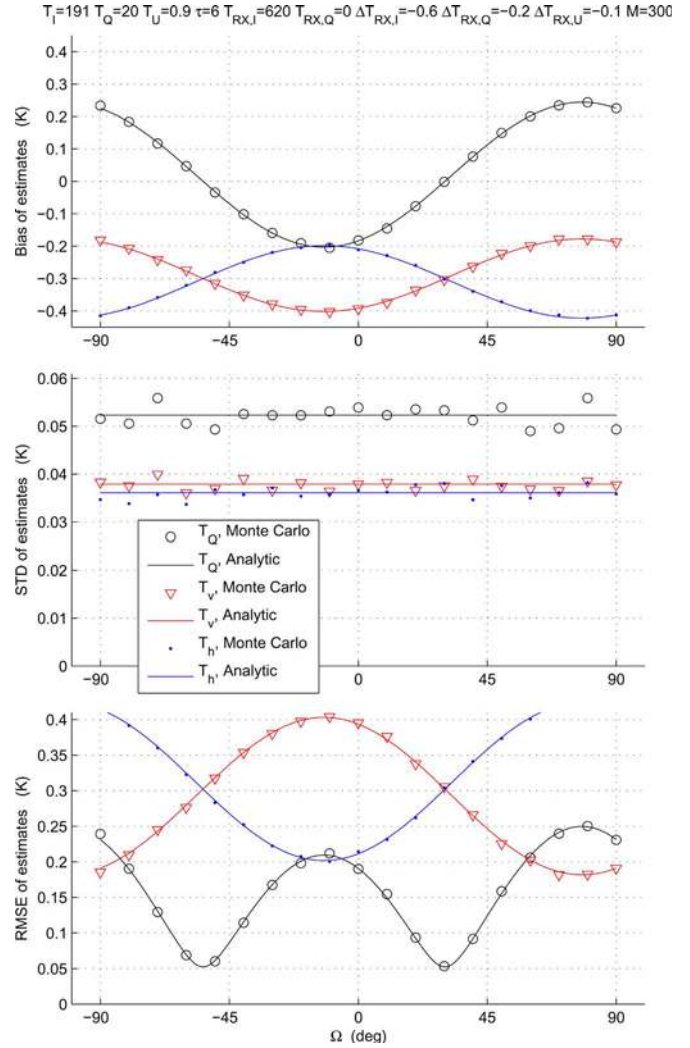 T_I=191 T_Q=20 T_U=0.9 τ=6 T_RX,I=620 T_RX,Q=0 ΔT_RX,I=−0.6 ΔT_RX,Q=−0.2 ΔT_RX,U=−0.1 M=300
Bias of estimates (K)
0.4
0.3
0.2
0.1
0
−0.1
−0.2
−0.3
−0.4
−90 −45 0 45 90
STD of estimates (K)
0.06
0.05
0.04
0.03
0.02
0.01
0
T_Q, Monte Carlo
T_Q, Analytic
T_v, Monte Carlo
T_v, Analytic
T_h, Monte Carlo
T_h, Analytic
−90 −45 0 45 90
RMSE of estimates (K)
0.4
0.35
0.3
0.25
0.2
0.15
0.1
0.05
0
−90 −45 0 45 90
Ω (deg)